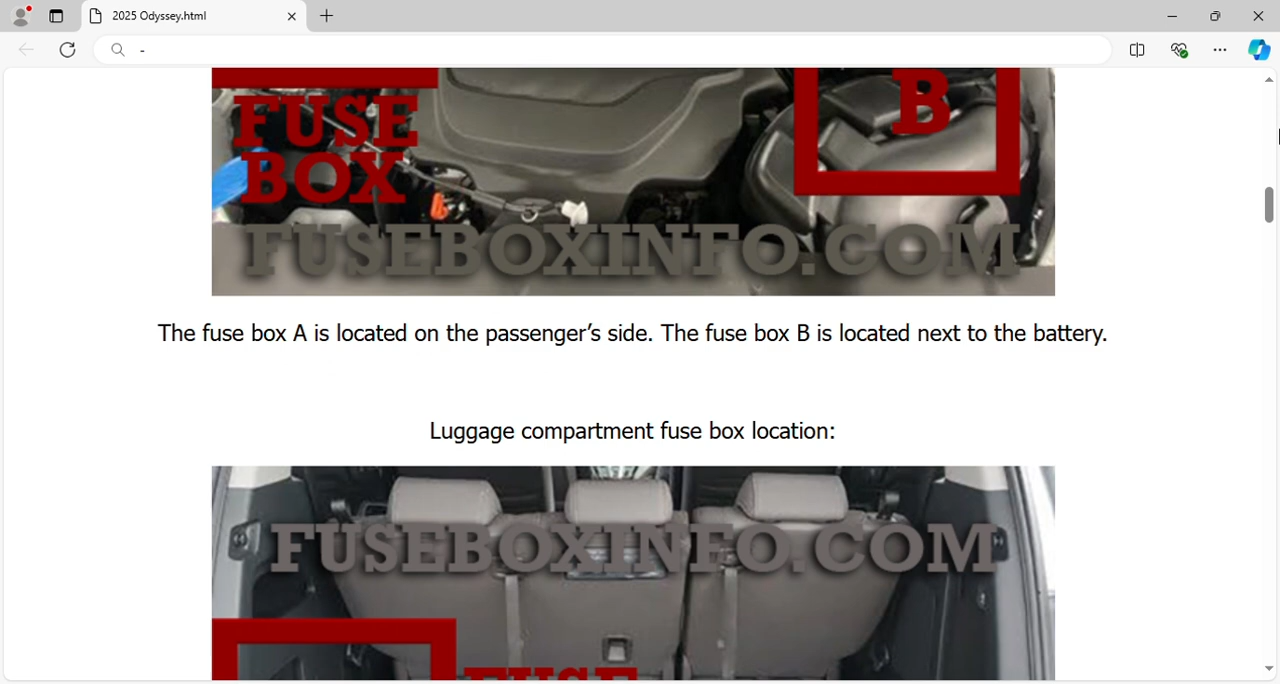 2025 Odyssey.html
-
B
FUSE
BOX
FUSEBOXINFO.COM
The fuse box A is located on the passenger’s side. The fuse box B is located next to the battery.
Luggage compartment fuse box location:
FUSEBOXINFO.COM
FUSE